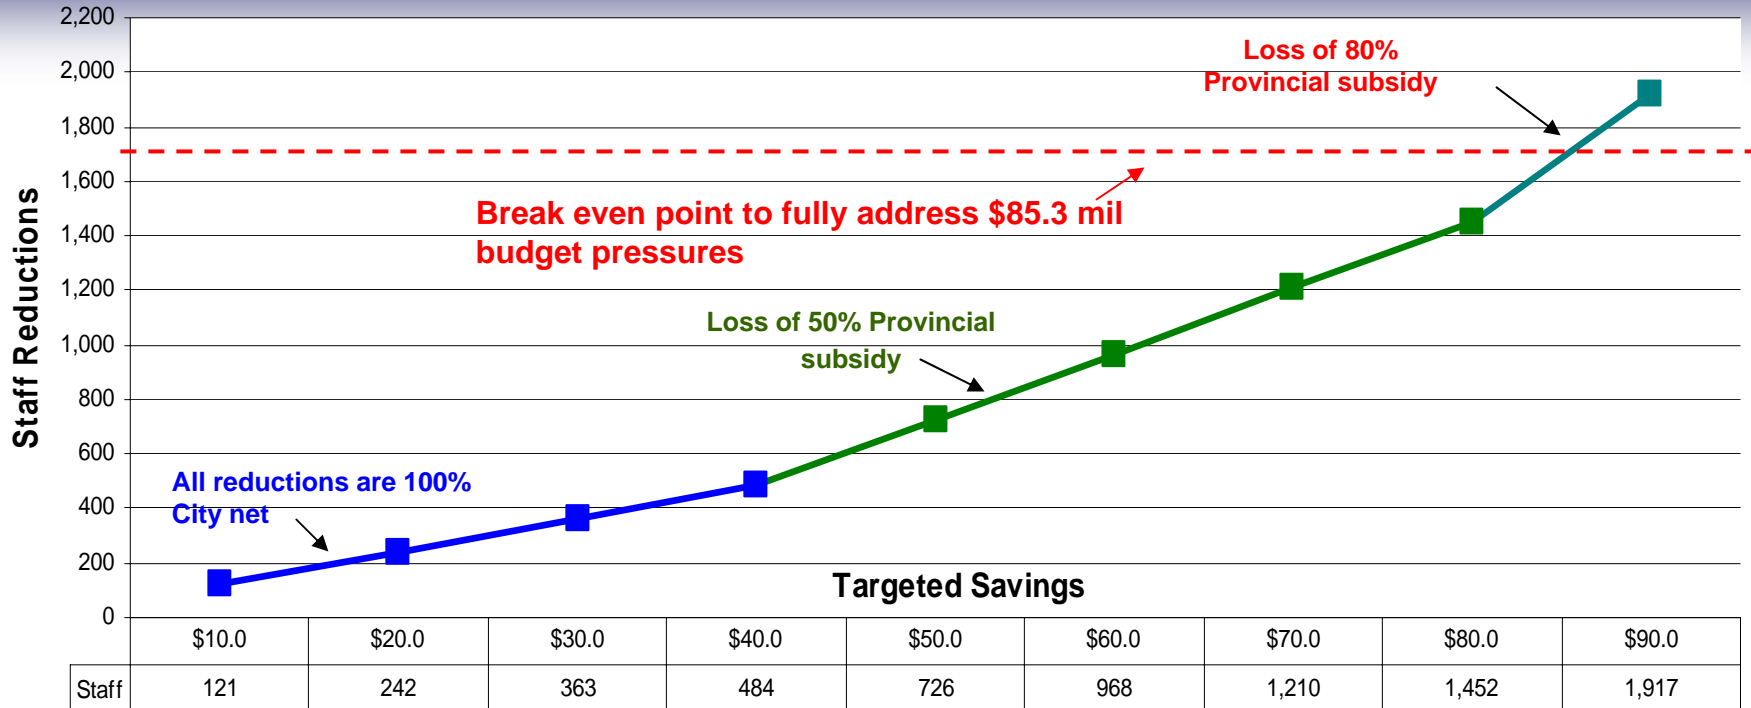 2,200
2,000
1,800
1,600
1,400
1,200
1,000
800
600
400
200
0
Staff Reductions
Loss of 80%
Provincial subsidy
Break even point to fully address $85.3 mil
budget pressures
Loss of 50% Provincial
subsidy
All reductions are 100%
City net
Targeted Savings
$10.0 $20.0 $30.0 $40.0 $50.0 $60.0 $70.0 $80.0 $90.0
Staff 121 242 363 484 726 968 1,210 1,452 1,917